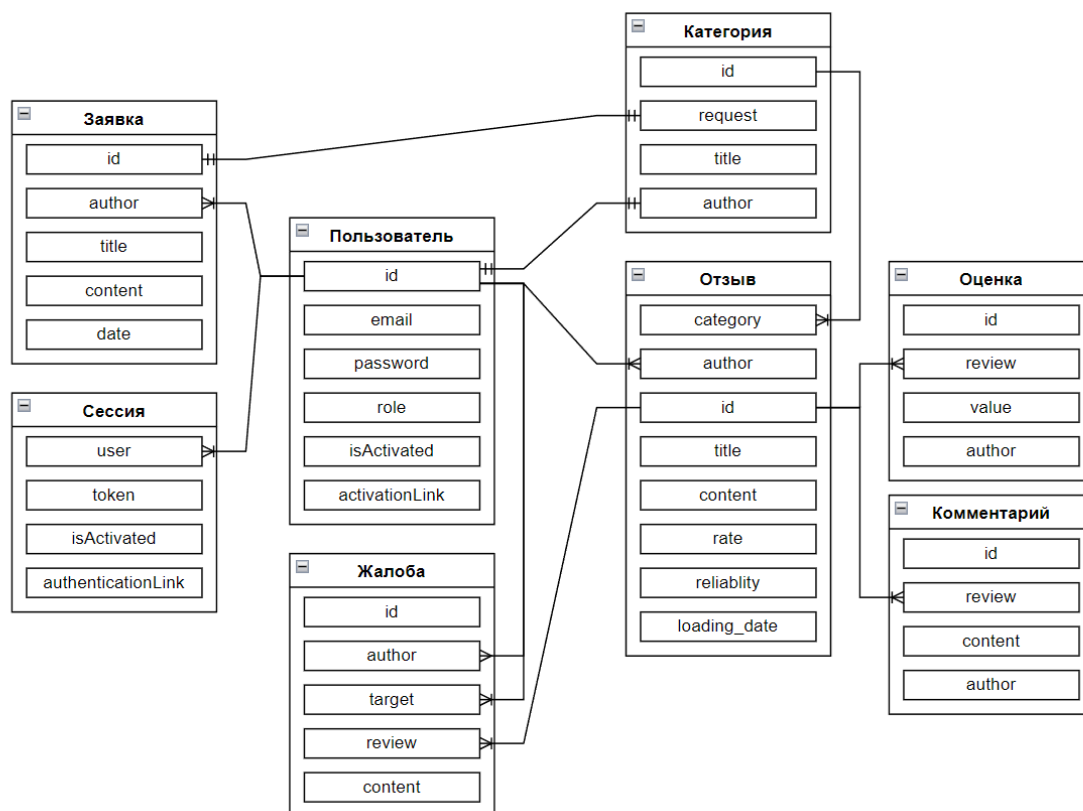 Категория
id
request
title
author
Заявка
id
author
title
content
date
Пользователь
id
email
password
role
isActivated
activationLink
Отзыв
category
author
id
title
content
rate
reliablity
loading_date
Оценка
id
review
value
author
Сессия
user
token
isActivated
authenticationLink
Комментарий
id
review
content
author
Жалоба
id
author
target
review
content